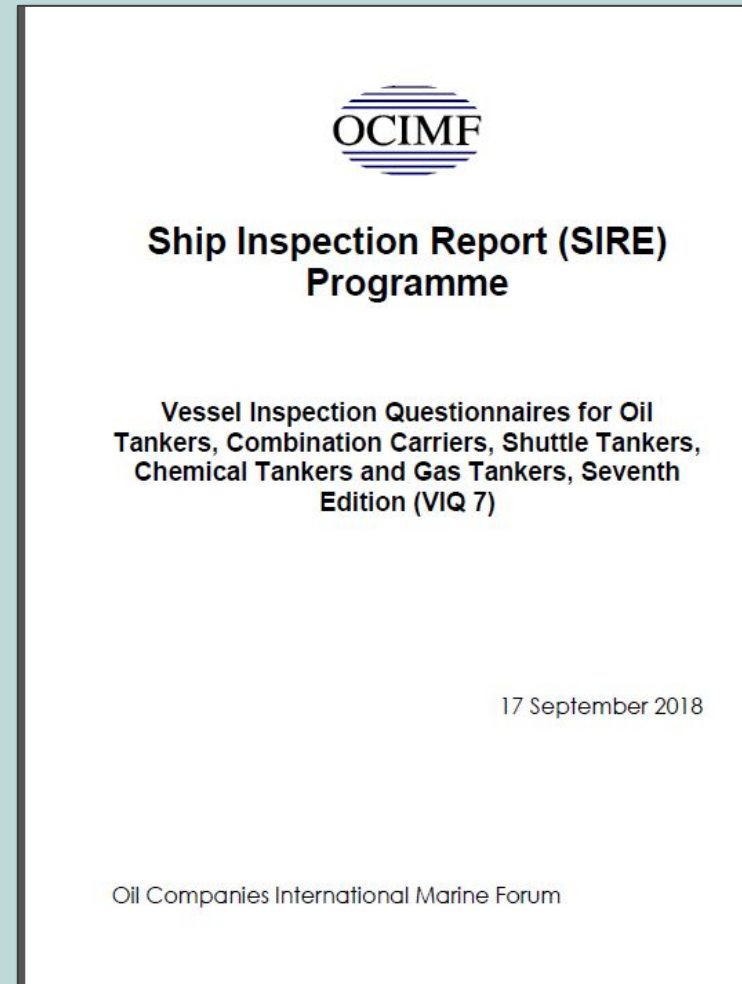 OCIMF
Ship Inspection Report (SIRE)
Programme
Vessel Inspection Questionnaires for Oil
Tankers, Combination Carriers, Shuttle Tankers,
Chemical Tankers and Gas Tankers, Seventh
Edition (VIQ 7)
17 September 2018
Oil Companies International Marine Forum